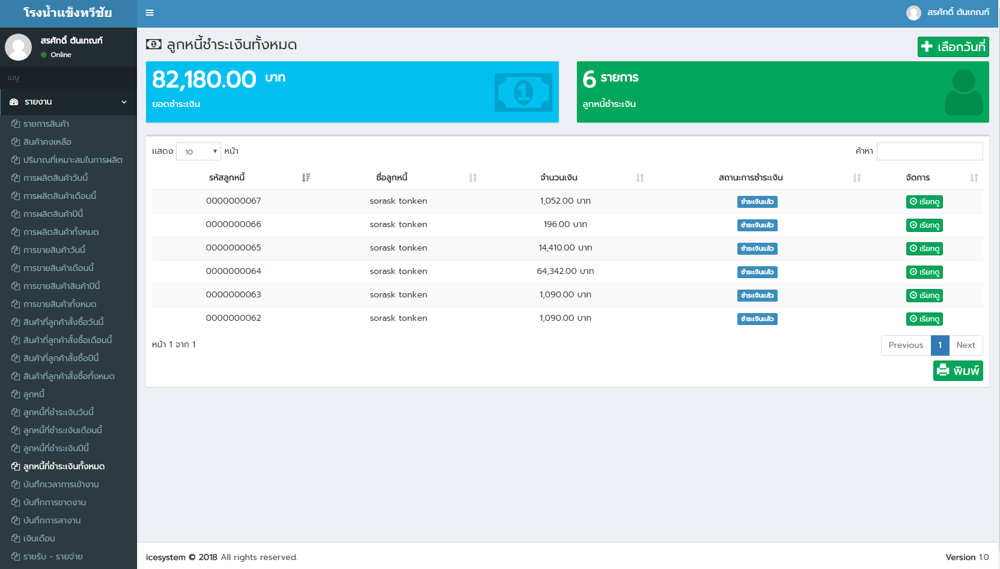 โรงน้ำแข็งทวีชัย
สรศักดิ์ ตันเกณฑ์
สรศักดิ์ ตันเกณฑ์
Online
เมนู
รายงาน
รายการสินค้า
สินค้าคงเหลือ
ปริมาณที่เหมาะสมในการผลิต
การผลิตสินค้าวันนี้
การผลิตสินค้าเดือนนี้
การผลิตสินค้าปีนี้
การผลิตสินค้าทั้งหมด
การขายสินค้าวันนี้
การขายสินค้าเดือนนี้
การขายสินค้าสินค้าปีนี้
การขายสินค้าทั้งหมด
สินค้าที่ลูกค้าสั้งซื้อวันนี้
สินค้าที่ลูกค้าสั้งซื้อเดือนนี้
สินค้าที่ลูกค้าสั้งซื้อปีนี้
สินค้าที่ลูกค้าสั้งซื้อทั้งหมด
ลูกหนี้
ลูกหนี้ที่ชำระเงินวันนี้
ลูกหนี้ที่ชำระเงินเดือนนี้
ลูกหนี้ที่ชำระเงินปีนี้
ลูกหนี้ที่ชำระเงินทั้งหมด
บันทึกเวลาการเข้างาน
บันทึกการขาดงาน
บันทึกการลางาน
เงินเดือน
รายรับ - รายจ่าย
ลูกหนี้ชำระเงินทั้งหมด
เลือกวันที่
82,180.00 บาท
ยอดชำระเงิน
6 รายการ
ลูกหนี้ชำระเงิน
แสดง 10 หน้า
ค้าหา
รหัสลูกหนี้ ชื่อลูกหนี้ จำนวนเงิน สถานะการชำระเงิน จัดการ
0000000067 sorask tonken 1,052.00 บาท ชำระเงินแล้ว เรียกดู
0000000066 sorask tonken 196.00 บาท ชำระเงินแล้ว เรียกดู
0000000065 sorask tonken 14,410.00 บาท ชำระเงินแล้ว เรียกดู
0000000064 sorask tonken 64,342.00 บาท ชำระเงินแล้ว เรียกดู
0000000063 sorask tonken 1,090.00 บาท ชำระเงินแล้ว เรียกดู
0000000062 sorask tonken 1,090.00 บาท ชำระเงินแล้ว เรียกดู
หน้า 1 จาก 1
Previous 1 Next
พิมพ์
icesystem © 2018 All rights reserved.
Version 1.0